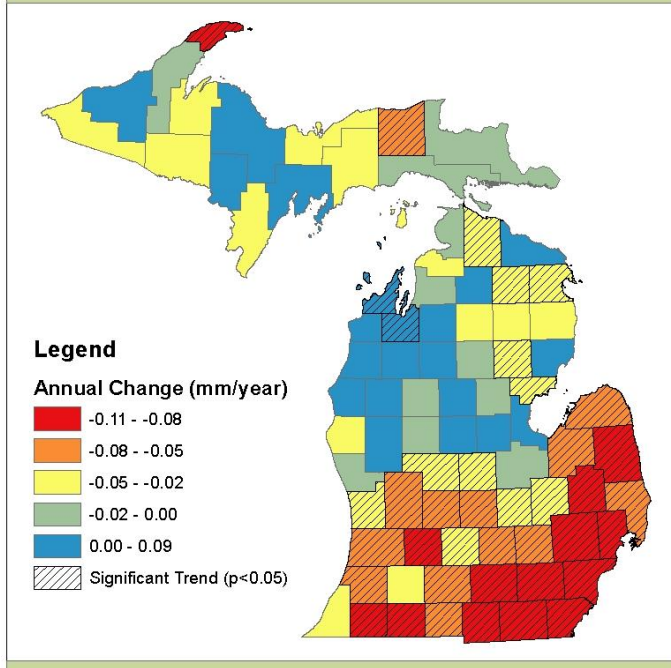 Legend
Annual Change (mm/year)
-0.11 - -0.08
-0.08 - -0.05
-0.05 - -0.02
-0.02 - 0.00
0.00 - 0.09
Significant Trend (p<0.05)